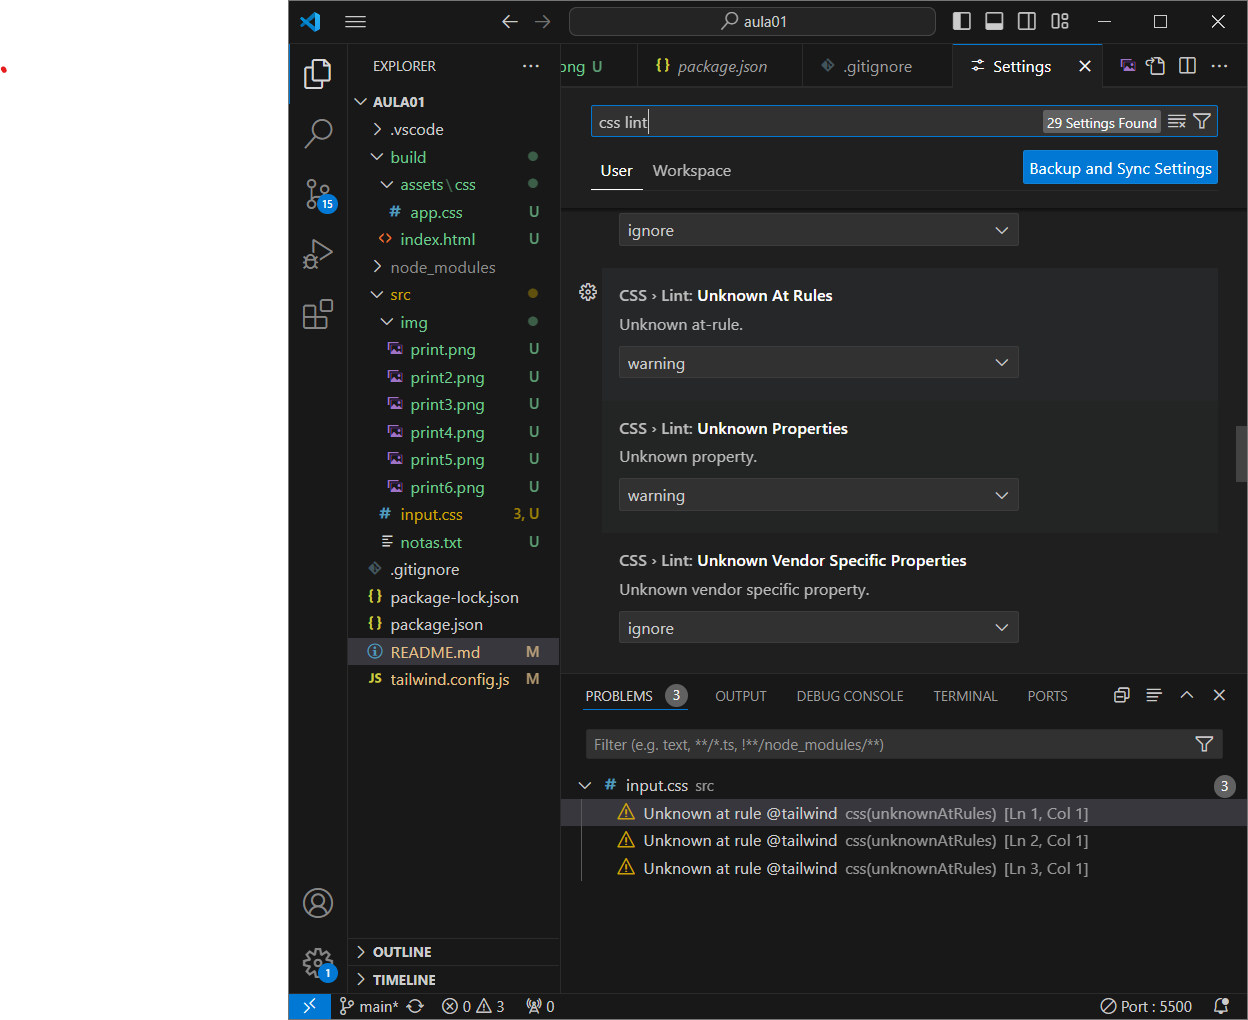 aula01
EXPLORER
png U
package.json
.gitignore
Settings
AULA01
.vscode
build
assets\css
app.css U
index.html U
node_modules
src
img
print.png U
print2.png U
print3.png U
print4.png U
print5.png U
print6.png U
input.css 3, U
notas.txt U
.gitignore
package-lock.json
package.json
README.md M
JS tailwind.config.js M
OUTLINE
TIMELINE
15
1
css lint
29 Settings Found
User
Workspace
Backup and Sync Settings
ignore
CSS › Lint: Unknown At Rules
Unknown at-rule.
warning
CSS › Lint: Unknown Properties
Unknown property.
warning
CSS › Lint: Unknown Vendor Specific Properties
Unknown vendor specific property.
ignore
PROBLEMS 3
OUTPUT
DEBUG CONSOLE
TERMINAL
PORTS
Filter (e.g. text, **/*.ts, !**/node_modules/**)
input.css src 3
Unknown at rule @tailwind css(unknownAtRules) [Ln 1, Col 1]
Unknown at rule @tailwind css(unknownAtRules) [Ln 2, Col 1]
Unknown at rule @tailwind css(unknownAtRules) [Ln 3, Col 1]
main* 0 3 0 Port : 5500